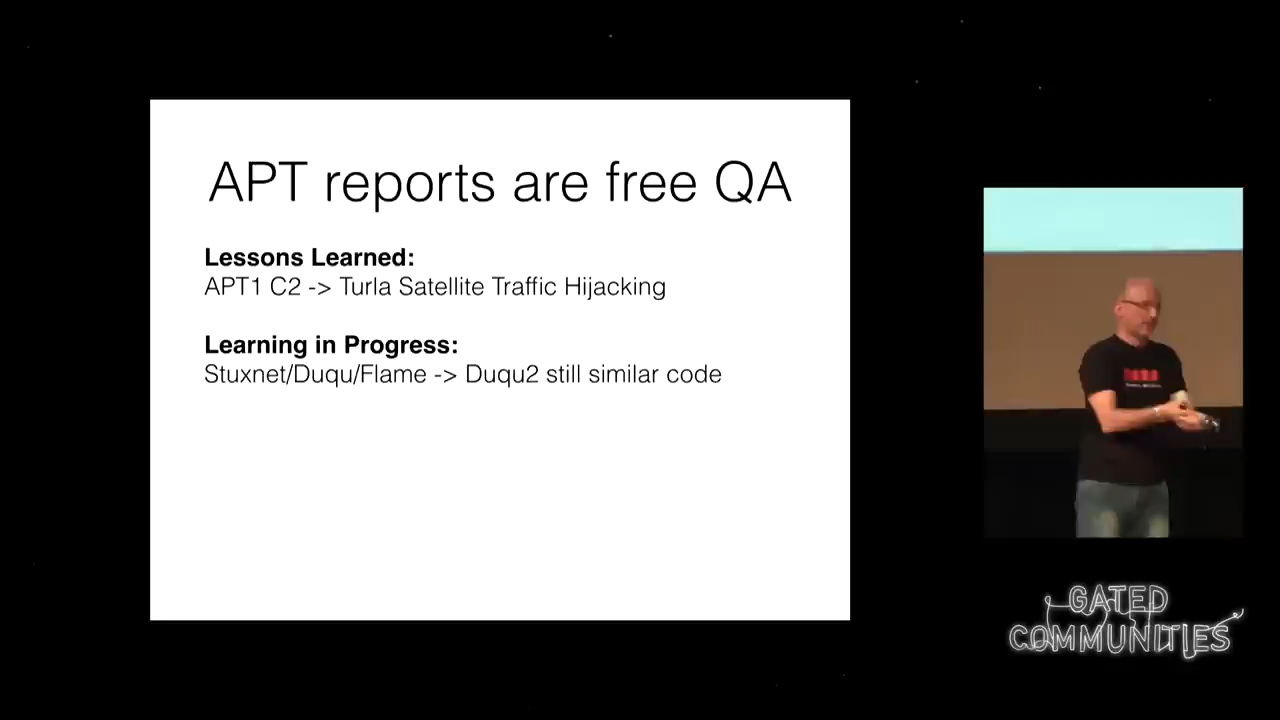 APT reports are free QA
Lessons Learned:
APT1 C2 -> Turla Satellite Traffic Hijacking
Learning in Progress:
Stuxnet/Duqu/Flame -> Duqu2 still similar code
GATED
COMMUNITIES